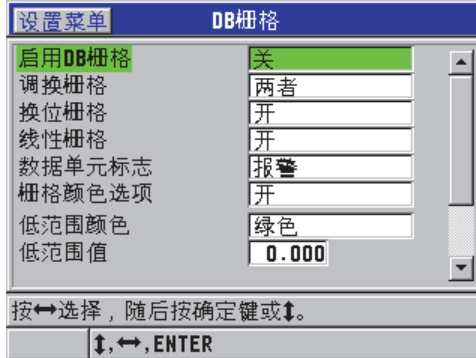 设置菜单 DB栅格
启用DB栅格 关
调换栅格 两者
换位栅格 开
线性栅格 开
数据单元标志 报警
栅格颜色选项 开
低范围颜色 绿色
低范围值 0.000
按↔选择，随后按确定键或↕。
↕,↔,ENTER